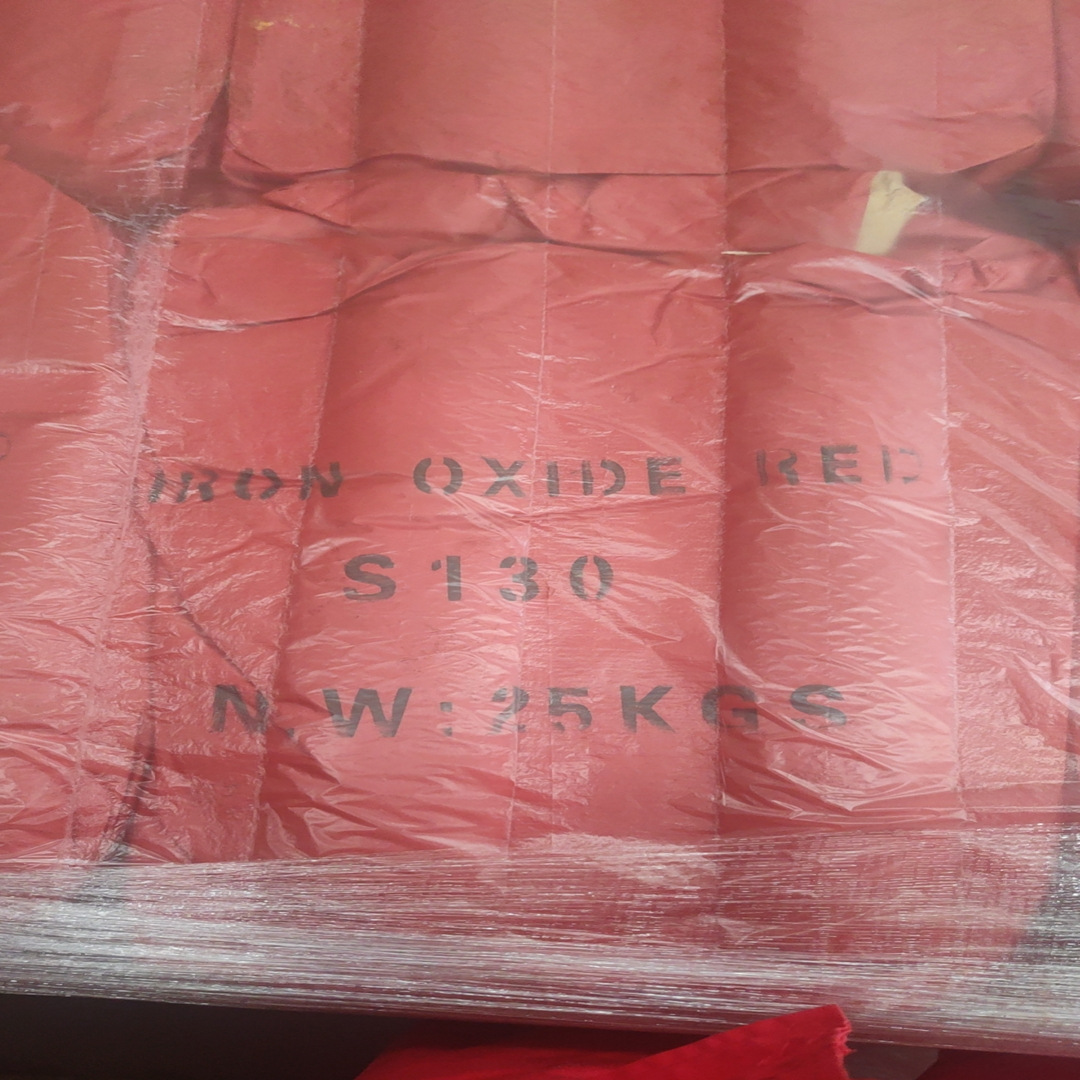 IRON OXIDE RED
S130
N.W:25KGS